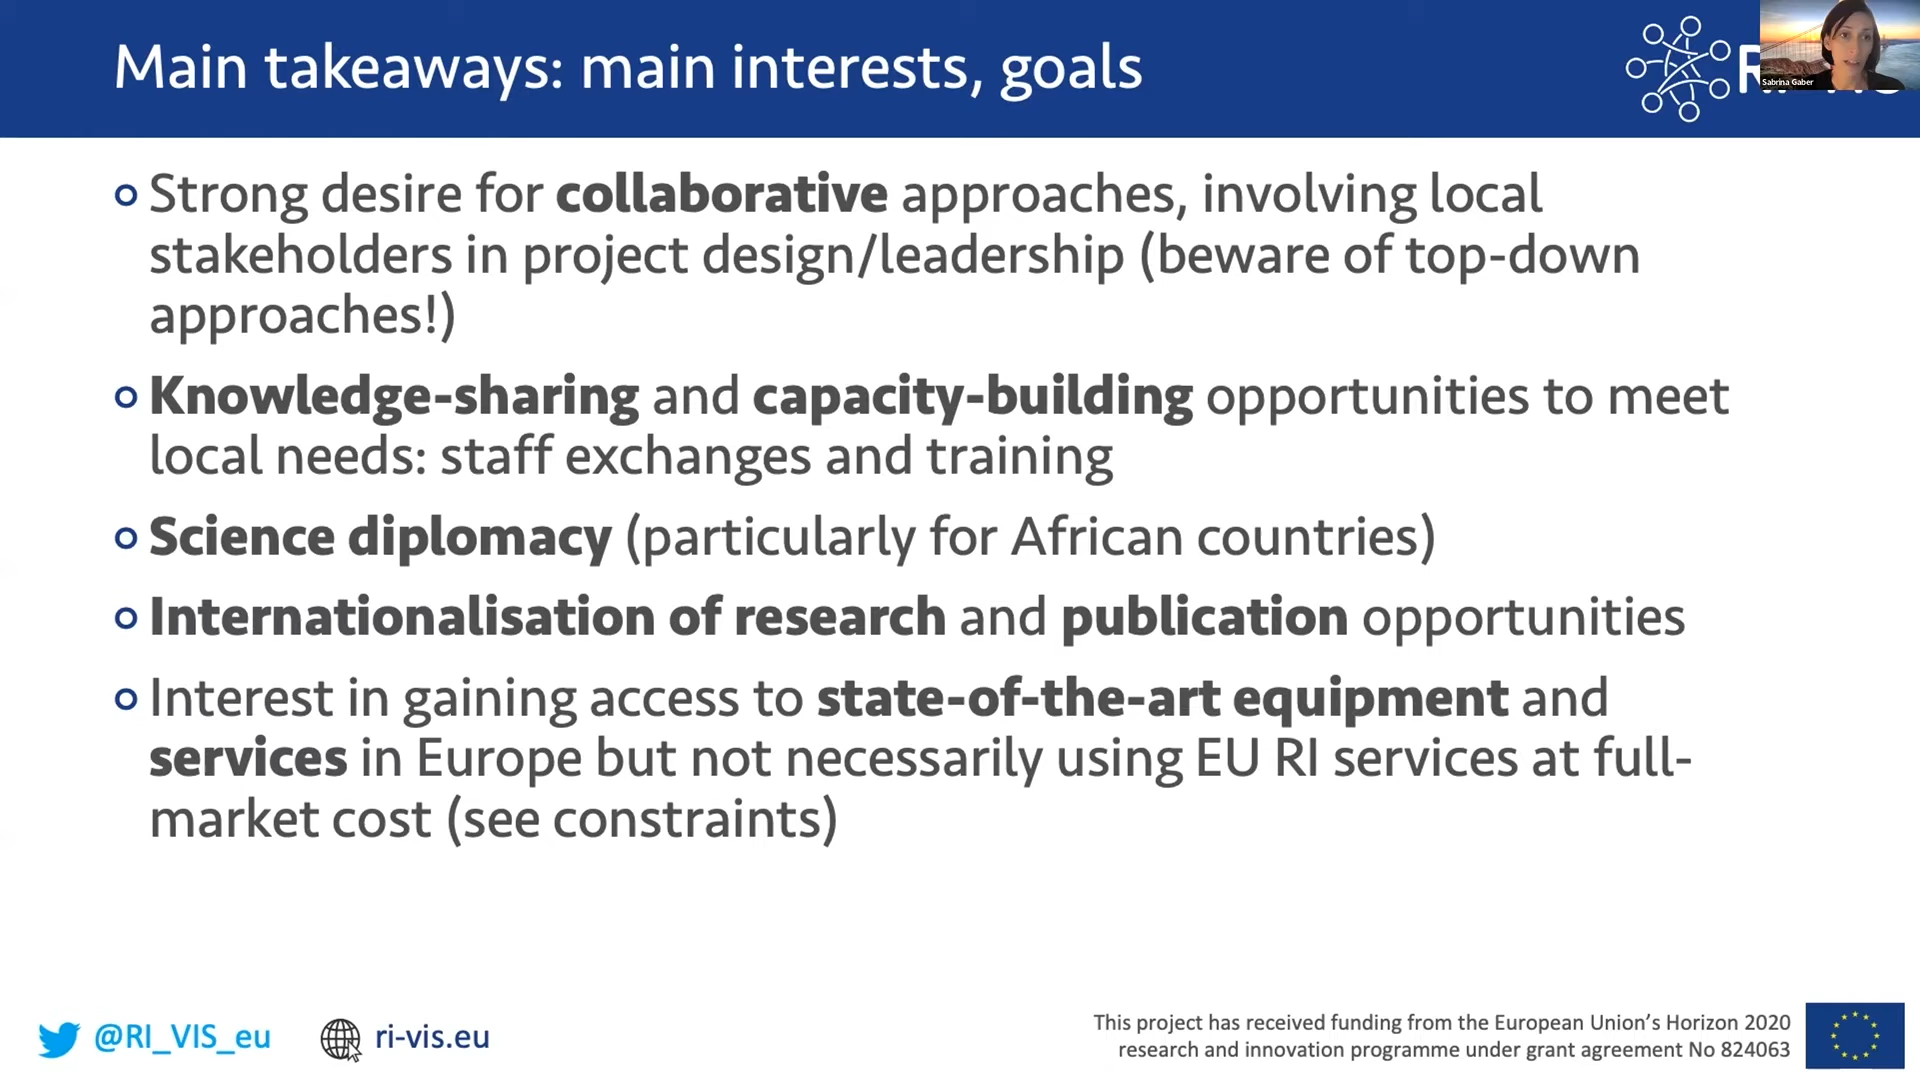 Main takeaways: main interests, goals
Sabrina Gaber
Strong desire for collaborative approaches, involving local
stakeholders in project design/leadership (beware of top-down
approaches!)
Knowledge-sharing and capacity-building opportunities to meet
local needs: staff exchanges and training
Science diplomacy (particularly for African countries)
Internationalisation of research and publication opportunities
Interest in gaining access to state-of-the-art equipment and
services in Europe but not necessarily using EU RI services at full-
market cost (see constraints)
@RI_VIS_eu
ri-vis.eu
This project has received funding from the European Union’s Horizon 2020
research and innovation programme under grant agreement No 824063